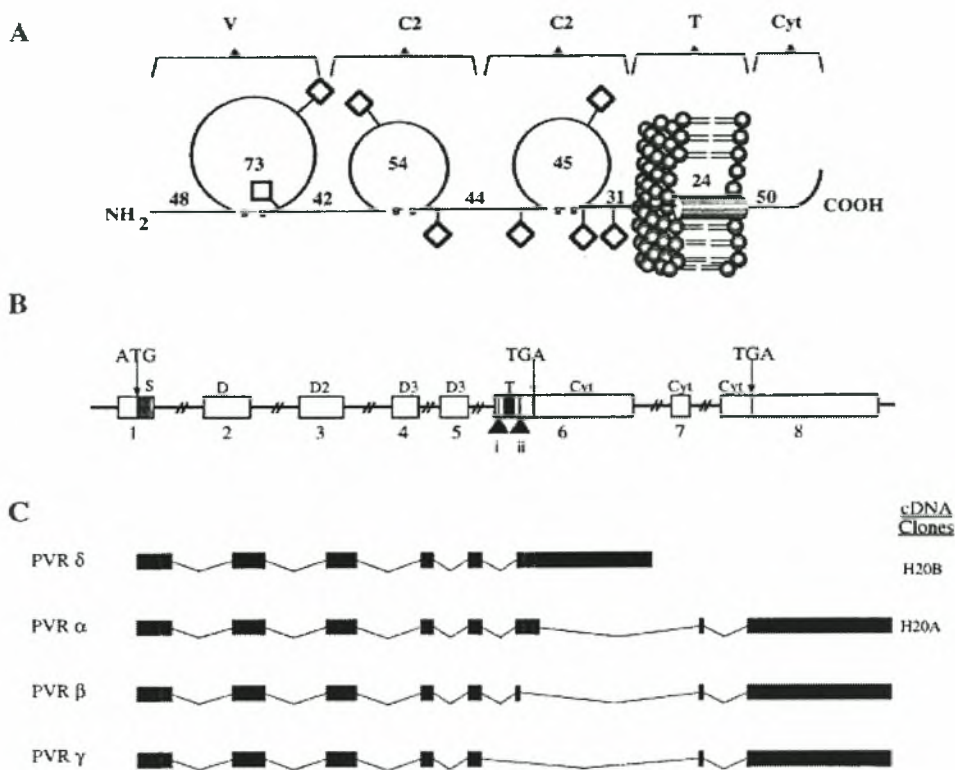 A
V C2 C2 T Cyt
73 54 45 24
48 42 44 31 50
NH2 COOH
B
ATG TGA TGA
S D D2 D3 D3 T Cyt Cyt Cyt
1 2 3 4 5 6 7 8
i ii
C
cDNA
Clones
PVR δ H20B
PVR α H20A
PVR β
PVR γ